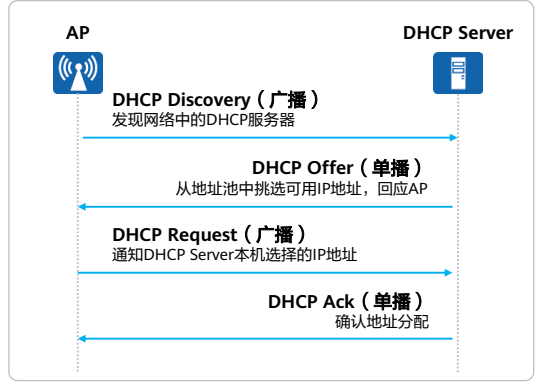 AP
DHCP Server
DHCP Discovery（广播）
发现网络中的DHCP服务器
DHCP Offer（单播）
从地址池中挑选可用IP地址，回应AP
DHCP Request（广播）
通知DHCP Server本机选择的IP地址
DHCP Ack（单播）
确认地址分配